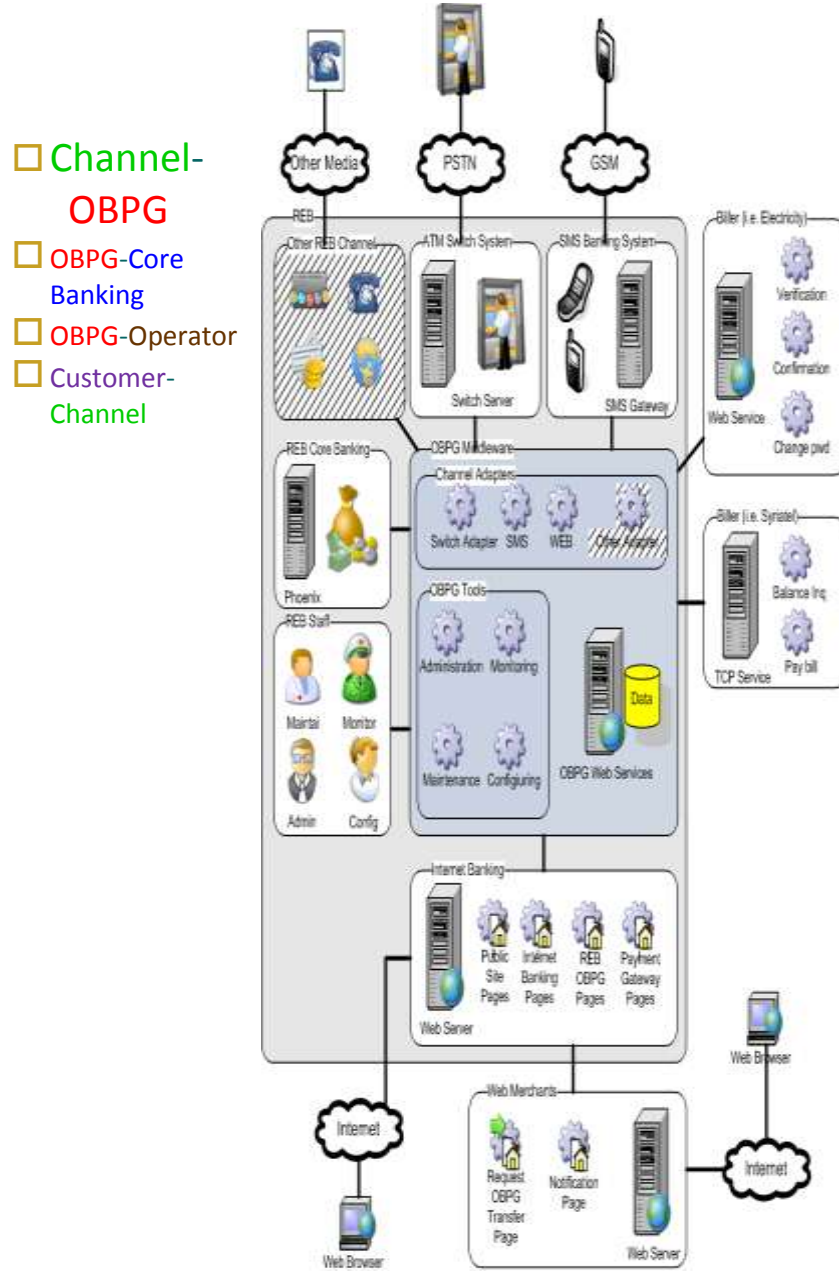 Channel-
OBPG
OBPG-Core
Banking
OBPG-Operator
Customer-
Channel
Other Media
PSTN
GSM
REB
Other REB Channel
ATM Switch System
Switch Server
SMS Banking System
SMS Gateway
Biller (i.e. Electricity)
Verification
Confirmation
Web Service
Change pwd
REB Core Banking
Phoenix
OBPG Middleware
Channel Adapters
Switch Adapter
SMS
WEB
Other Adapter
Biller (i.e. Syriatel)
Balance Inq
TCP Service
Pay bill
REB Staff
Maintai
Monitor
Admin
Config
OBPG Tools
Administration
Monitoring
Maintenance
Configiuring
Data
OBPG Web Services
Internet Banking
Web Server
Public
Site
Pages
Internet
Banking
Pages
REB
OBPG
Pages
Payment
Gateway
Pages
Web Browser
Internet
Web Browser
Web Merchants
Request
OBPG
Transfer
Page
Notification
Page
Web Server
Internet